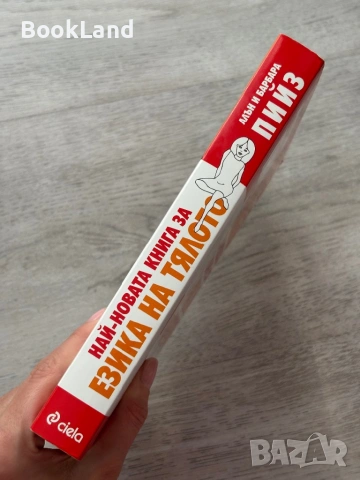 BookLand
АЛЪН И БАРБАРА
ПИЙЗ
НАЙ-НОВАТА КНИГА ЗА
ЕЗИКА НА ТЯЛОТО
ciela
BAZAR